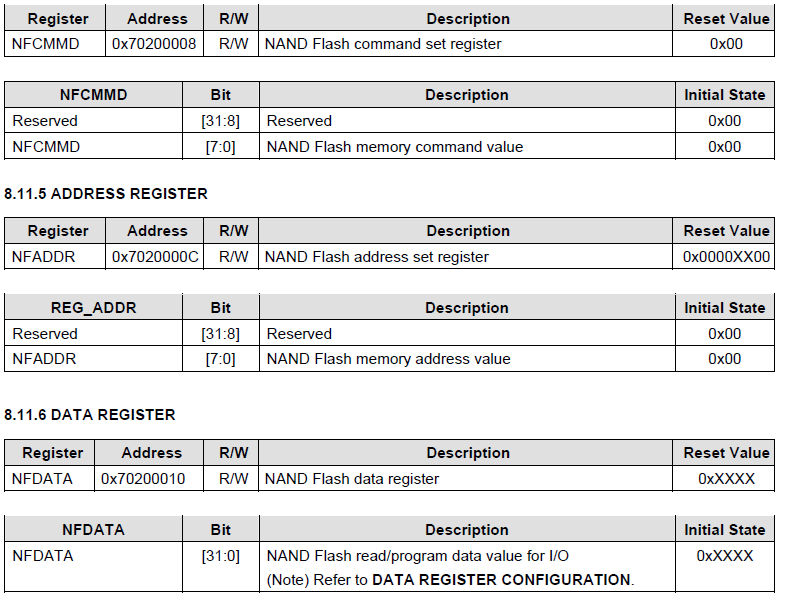 Register Address R/W Description Reset Value
NFCMMD 0x70200008 R/W NAND Flash command set register 0x00
NFCMMD Bit Description Initial State
Reserved [31:8] Reserved 0x00
NFCMMD [7:0] NAND Flash memory command value 0x00
8.11.5 ADDRESS REGISTER
Register Address R/W Description Reset Value
NFADDR 0x7020000C R/W NAND Flash address set register 0x0000XX00
REG_ADDR Bit Description Initial State
Reserved [31:8] Reserved 0x00
NFADDR [7:0] NAND Flash memory address value 0x00
8.11.6 DATA REGISTER
Register Address R/W Description Reset Value
NFDATA 0x70200010 R/W NAND Flash data register 0xXXXX
NFDATA Bit Description Initial State
NFDATA [31:0] NAND Flash read/program data value for I/O 0xXXXX
(Note) Refer to DATA REGISTER CONFIGURATION.